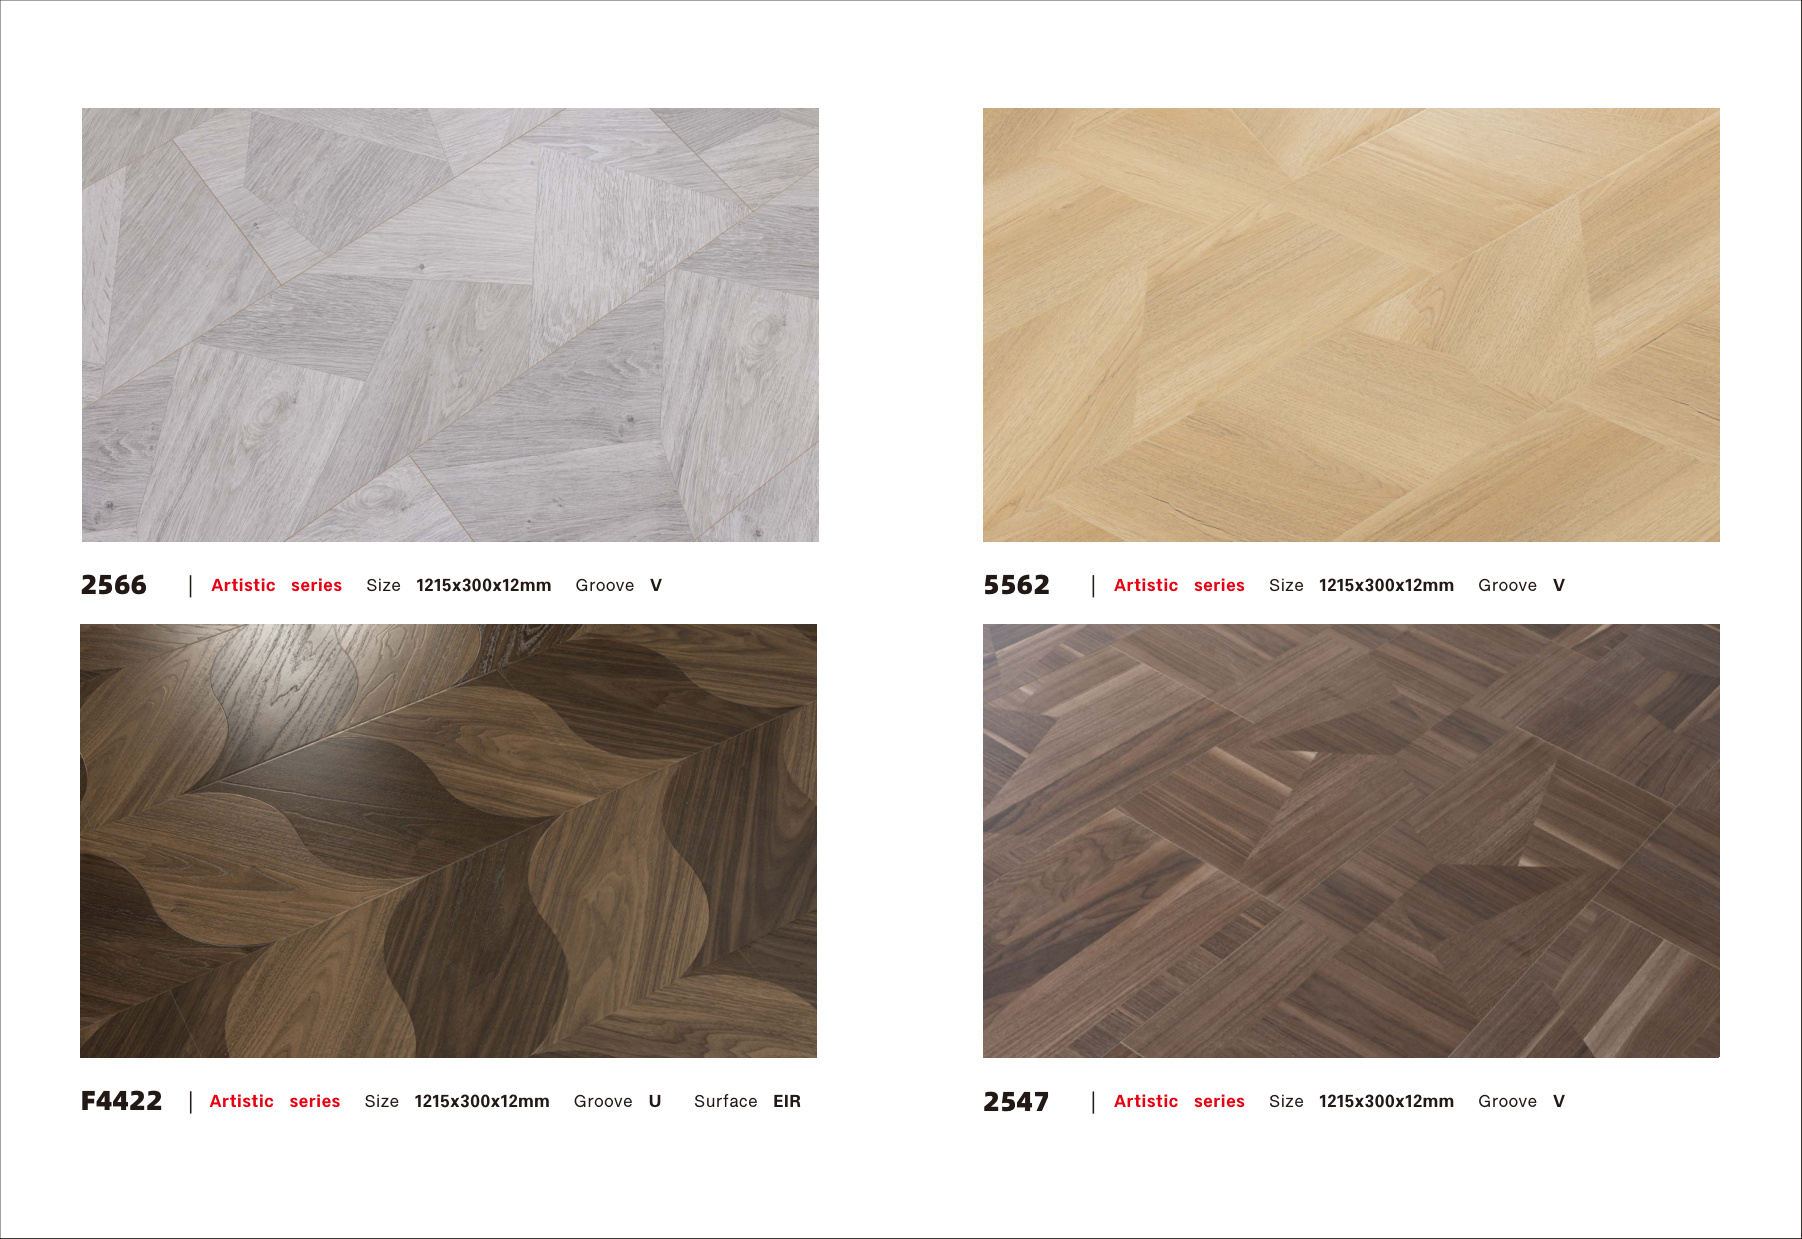 2566 | Artistic series Size 1215x300x12mm Groove V
5562 | Artistic series Size 1215x300x12mm Groove V
F4422 | Artistic series Size 1215x300x12mm Groove U Surface EIR
2547 | Artistic series Size 1215x300x12mm Groove V